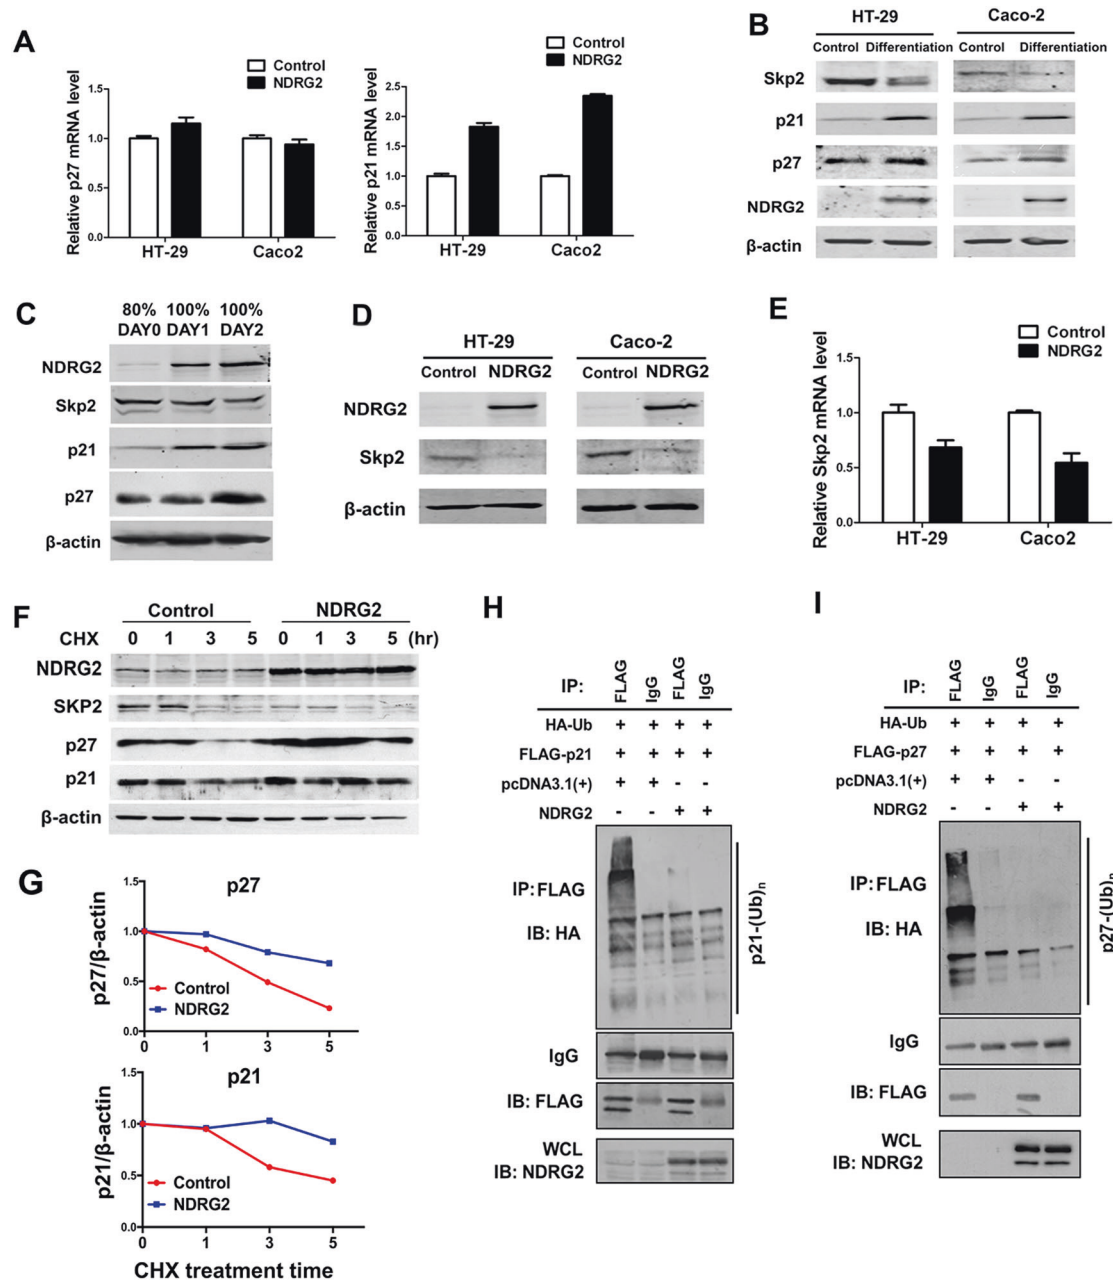 A
Relative p27 mRNA level
Control
NDRG2
1.5
1.0
0.5
0.0
HT-29
Caco2
Relative p21 mRNA level
Control
NDRG2
2.5
2.0
1.5
1.0
0.5
0.0
HT-29
Caco2
B
HT-29
Caco-2
Control Differentiation Control Differentiation
Skp2
p21
p27
NDRG2
β-actin
C
80% 100% 100%
DAY0 DAY1 DAY2
NDRG2
Skp2
p21
p27
β-actin
D
HT-29
Caco-2
Control NDRG2 Control NDRG2
NDRG2
Skp2
β-actin
E
Relative Skp2 mRNA level
Control
NDRG2
1.5
1.0
0.5
0.0
HT-29
Caco2
F
Control
NDRG2
CHX 0 1 3 5 0 1 3 5 (hr)
NDRG2
SKP2
p27
p21
β-actin
G
p27
p27/β-actin
1.5
1.0
0.5
0.0
Control
NDRG2
0 1 3 5
p21
p21/β-actin
1.5
1.0
0.5
0.0
Control
NDRG2
0 1 3 5
CHX treatment time
H
IP: FLAG IgG FLAG IgG
HA-Ub + + + +
FLAG-p21 + + + +
pcDNA3.1(+) + + - -
NDRG2 - - + +
IP:FLAG
IB: HA
p21-(Ub)n
IgG
IB: FLAG
WCL
IB: NDRG2
I
IP: FLAG IgG FLAG IgG
HA-Ub + + + +
FLAG-p27 + + + +
pcDNA3.1(+) + + - -
NDRG2 - - + +
IP:FLAG
IB: HA
p27-(Ub)n
IgG
IB: FLAG
WCL
IB: NDRG2